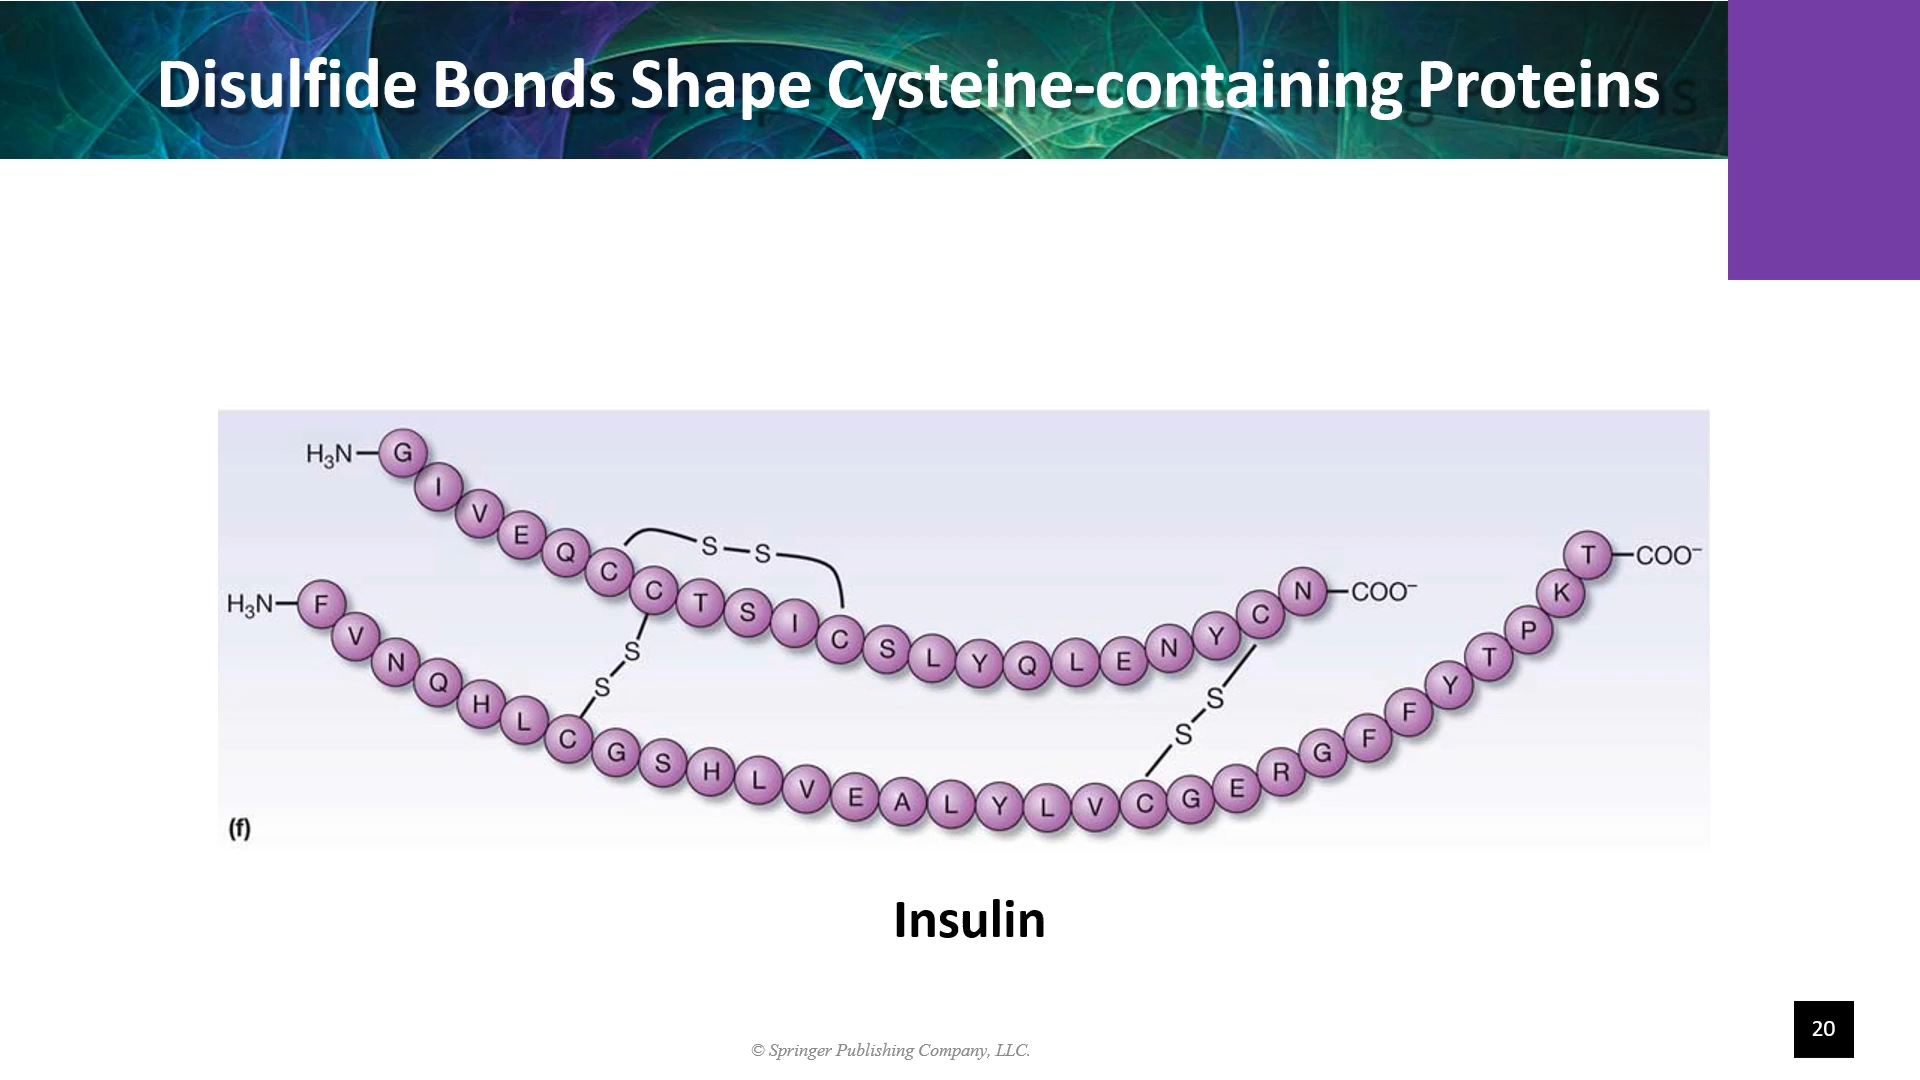 Disulfide Bonds Shape Cysteine-containing Proteins
H₃N G I V E Q C C T S I C S L Y Q L E N Y C N COO⁻
S S
H₃N F V N Q H L C G S H L V E A L Y L V C G E R G F F Y T P K T COO⁻
S
S
S
S
(f)
Insulin
© Springer Publishing Company, LLC.
20